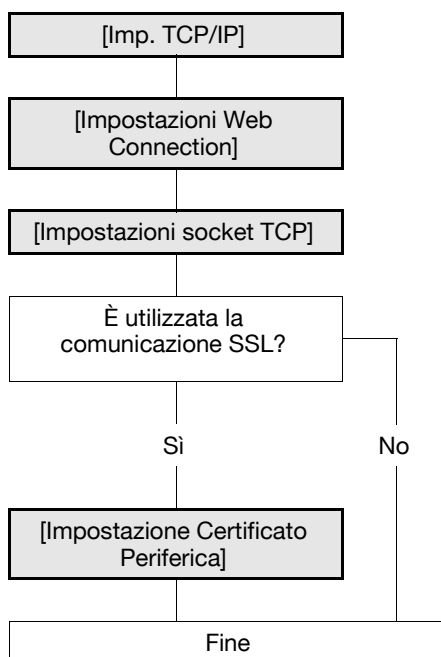 [Imp. TCP/IP]
[Impostazioni Web
Connection]
[Impostazioni socket TCP]
È utilizzata la
comunicazione SSL?
Sì
No
[Impostazione Certificato
Periferica]
Fine